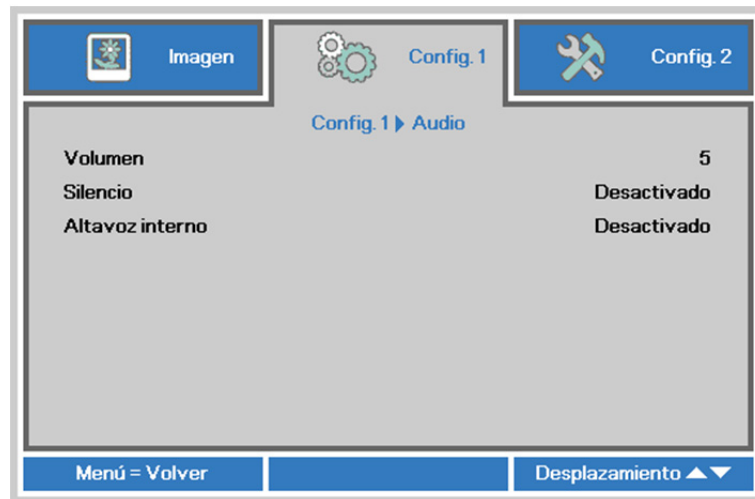 Imagen
Config. 1
Config. 2
Config. 1 ▶ Audio
Volumen 5
Silencio Desactivado
Altavoz interno Desactivado
Menú = Volver
Desplazamiento ▲▼